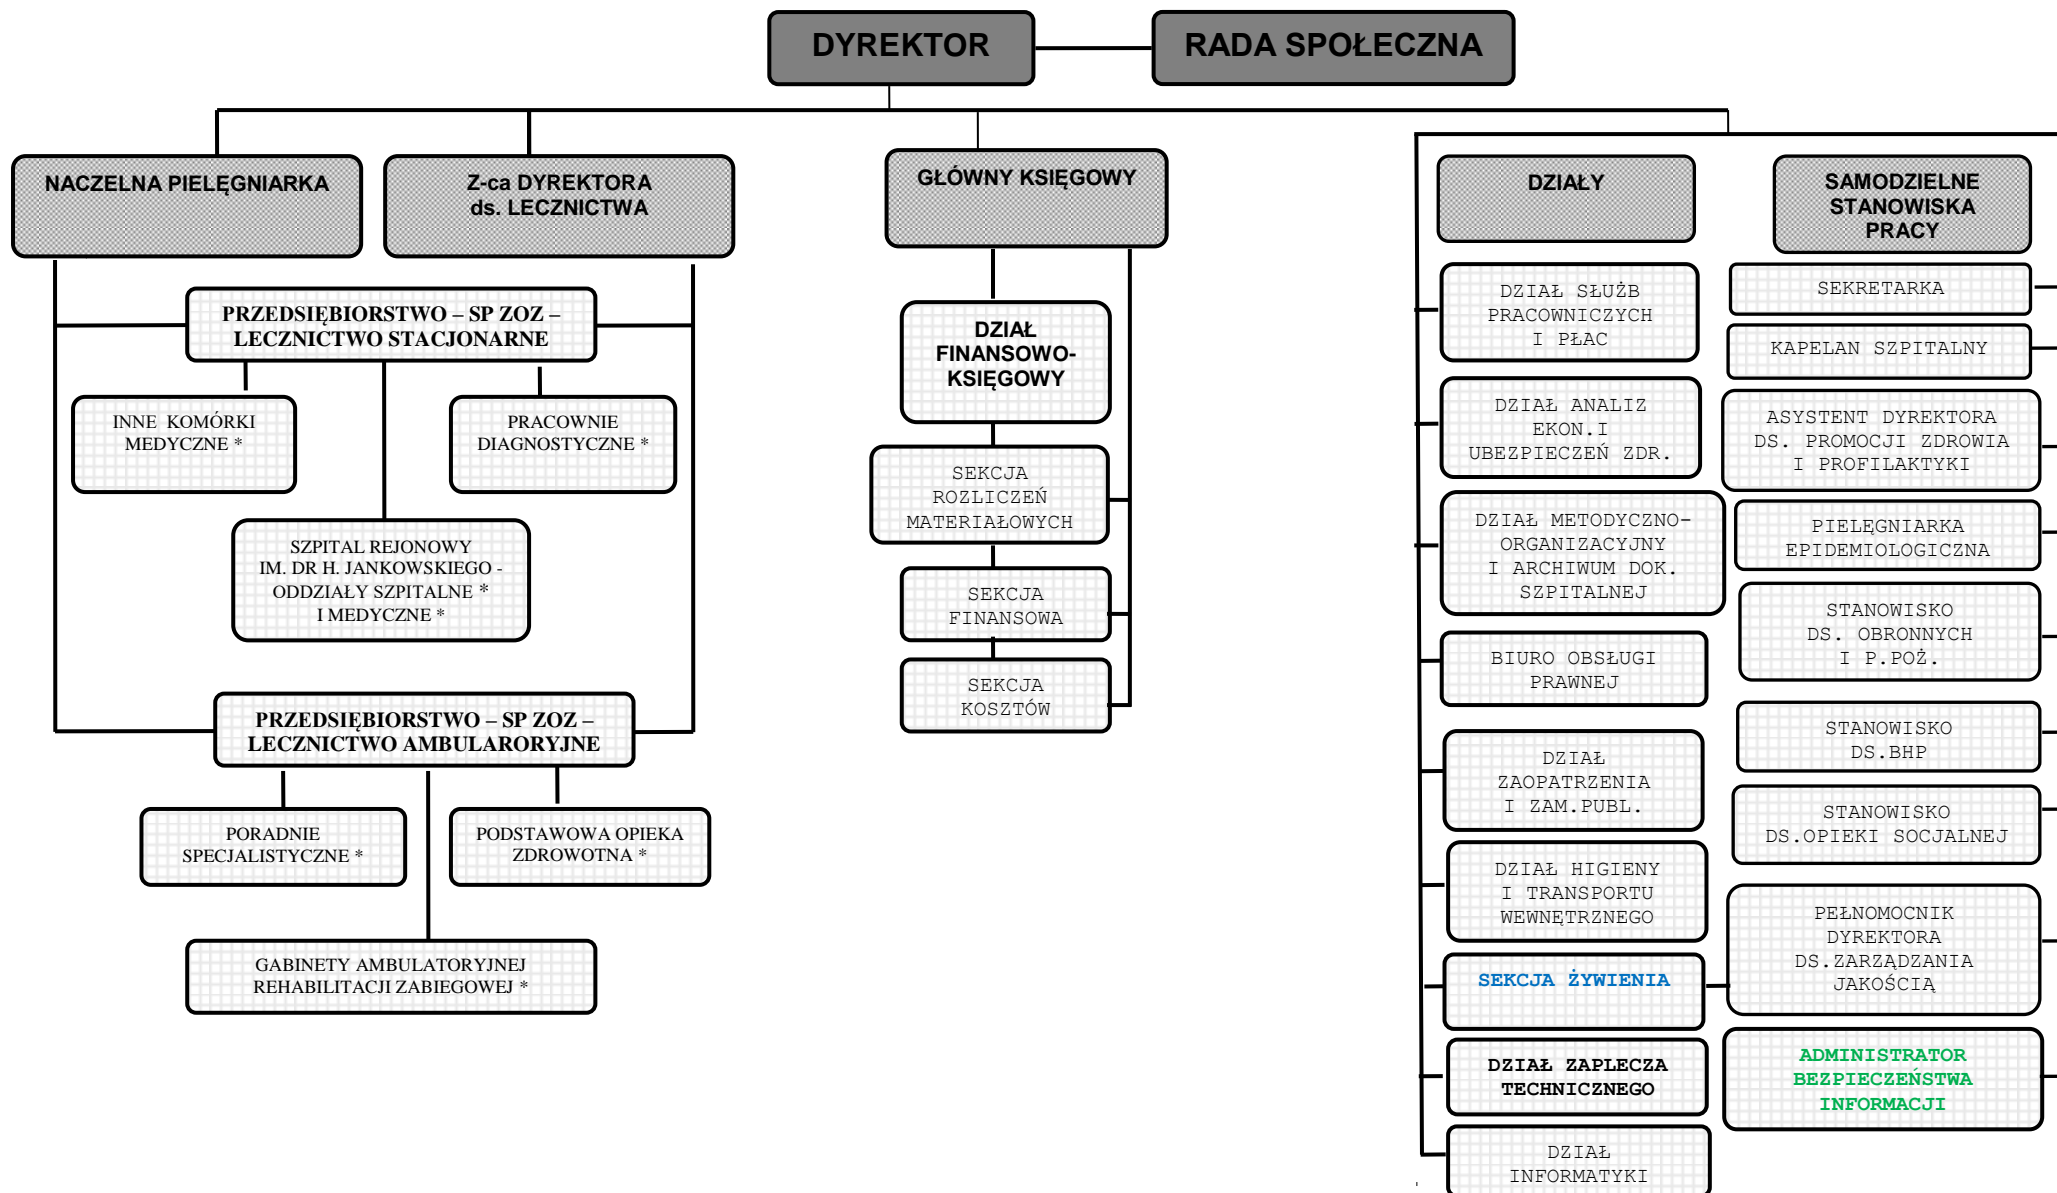 DYREKTOR
RADA SPOŁECZNA
NACZELNA PIELĘGNIARKA
Z-ca DYREKTORA
ds. LECZNICTWA
GŁÓWNY KSIĘGOWY
DZIAŁY
SAMODZIELNE
STANOWISKA
PRACY
PRZEDSIĘBIORSTWO – SP ZOZ –
LECZNICTWO STACJONARNE
INNE KOMÓRKI
MEDYCZNE *
PRACOWNIE
DIAGNOSTYCZNE *
SZPITAL REJONOWY
IM. DR H. JANKOWSKIEGO -
ODDZIAŁY SZPITALNE *
I MEDYCZNE *
PRZEDSIĘBIORSTWO – SP ZOZ –
LECZNICTWO AMBULARORYJNE
PORADNIE
SPECJALISTYCZNE *
PODSTAWOWA OPIEKA
ZDROWOTNA *
GABINETY AMBULATORYJNEJ
REHABILITACJI ZABIEGOWEJ *
DZIAŁ
FINANSOWO-
KSIĘGOWY
SEKCJA
ROZLICZEŃ
MATERIAŁOWYCH
SEKCJA
FINANSOWA
SEKCJA
KOSZTÓW
DZIAŁ SŁUŻB
PRACOWNICZYCH
I PŁAC
DZIAŁ ANALIZ
EKON.I
UBEZPIECZEŃ ZDR.
DZIAŁ METODYCZNO-
ORGANIZACYJNY
I ARCHIWUM DOK.
SZPITALNEJ
BIURO OBSŁUGI
PRAWNEJ
DZIAŁ
ZAOPATRZENIA
I ZAM.PUBL.
DZIAŁ HIGIENY
I TRANSPORTU
WEWNĘTRZNEGO
SEKCJA ŻYWIENIA
DZIAŁ ZAPLECZA
TECHNICZNEGO
DZIAŁ
INFORMATYKI
SEKRETARKA
KAPELAN SZPITALNY
ASYSTENT DYREKTORA
DS. PROMOCJI ZDROWIA
I PROFILAKTYKI
PIELĘGNIARKA
EPIDEMIOLOGICZNA
STANOWISKO
DS. OBRONNYCH
I P.POŻ.
STANOWISKO
DS.BHP
STANOWISKO
DS.OPIEKI SOCJALNEJ
PEŁNOMOCNIK
DYREKTORA
DS.ZARZĄDZANIA
JAKOŚCIĄ
ADMINISTRATOR
BEZPIECZEŃSTWA
INFORMACJI